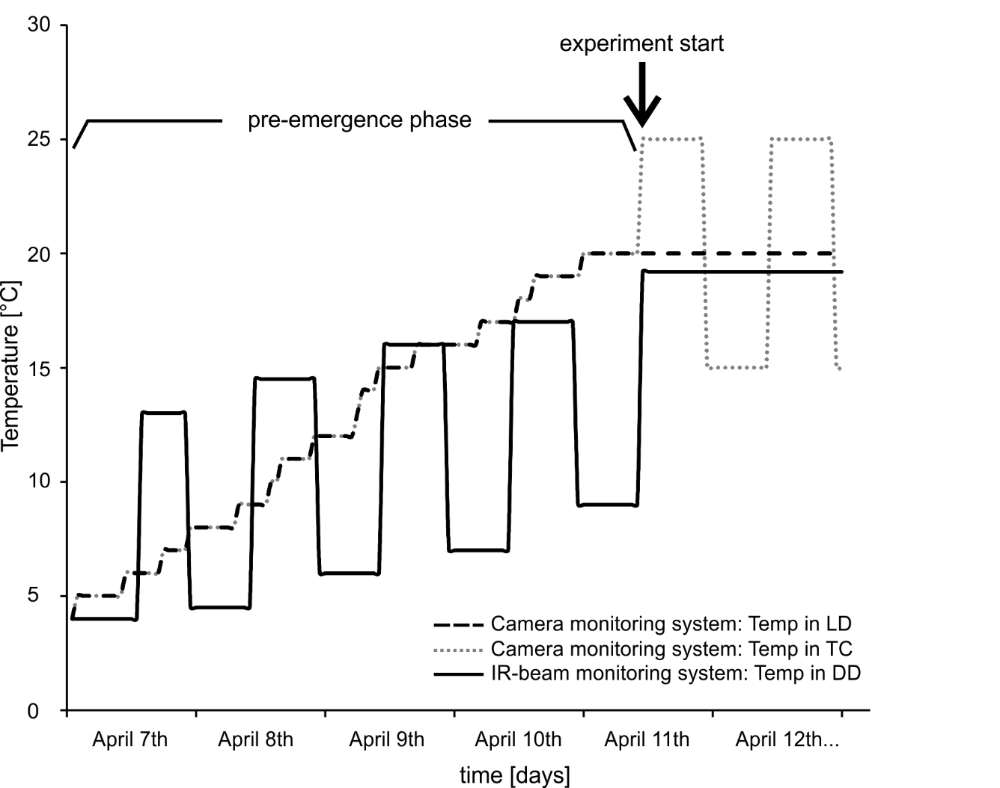 30
experiment start
pre-emergence phase
25
20
15
10
5
0
Temperature [°C]
Camera monitoring system: Temp in LD
Camera monitoring system: Temp in TC
IR-beam monitoring system: Temp in DD
April 7th
April 8th
April 9th
April 10th
April 11th
April 12th...
time [days]